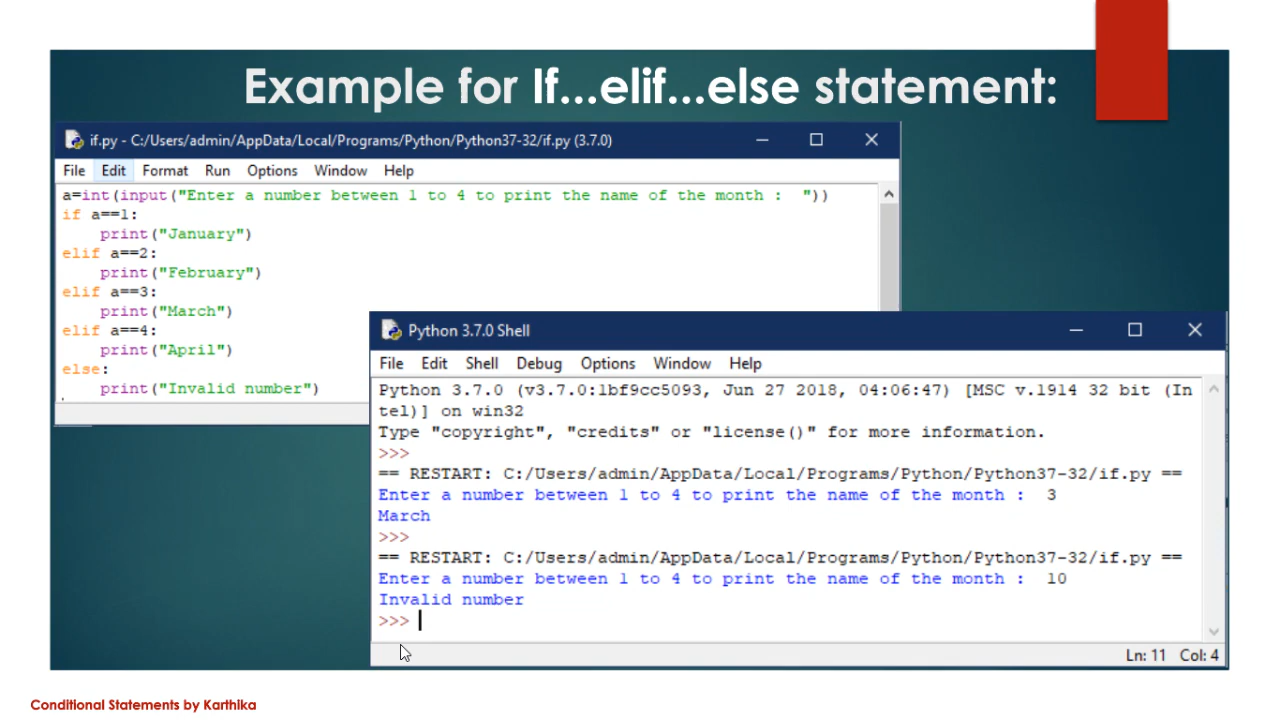 Example for If...elif...else statement:
if.py - C:/Users/admin/AppData/Local/Programs/Python/Python37-32/if.py (3.7.0)
File Edit Format Run Options Window Help
a=int(input("Enter a number between 1 to 4 to print the name of the month :  "))
if a==1:
    print("January")
elif a==2:
    print("February")
elif a==3:
    print("March")
elif a==4:
    print("April")
else:
    print("Invalid number")
Python 3.7.0 Shell
File Edit Shell Debug Options Window Help
Python 3.7.0 (v3.7.0:1bf9cc5093, Jun 27 2018, 04:06:47) [MSC v.1914 32 bit (In
tel)] on win32
Type "copyright", "credits" or "license()" for more information.
>>>
== RESTART: C:/Users/admin/AppData/Local/Programs/Python/Python37-32/if.py ==
Enter a number between 1 to 4 to print the name of the month :  3
March
>>>
== RESTART: C:/Users/admin/AppData/Local/Programs/Python/Python37-32/if.py ==
Enter a number between 1 to 4 to print the name of the month :  10
Invalid number
>>>
Ln: 11 Col: 4
Conditional Statements by Karthika